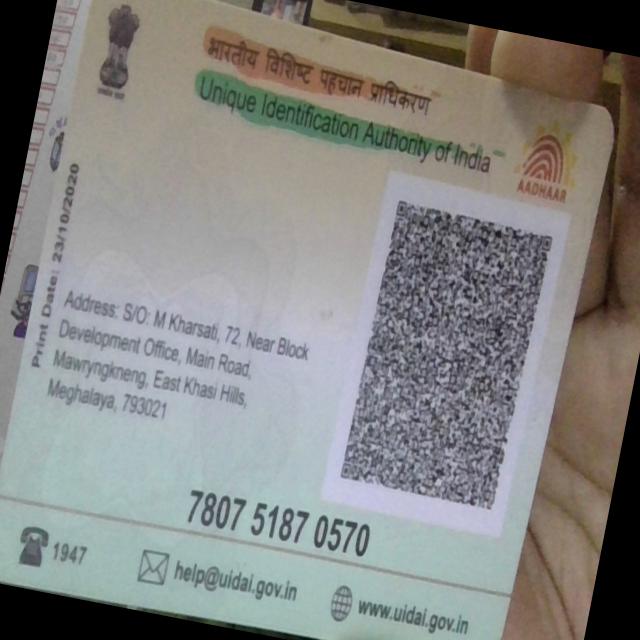 भारतीय विशिष्ट पहचान प्राधिकरण
Unique Identification Authority of India
AADHAAR
Print Date: 23/10/2020
Address: S/O: M Kharsati, 72, Near Block
Development Office, Main Road,
Mawryngkneng, East Khasi Hills,
Meghalaya, 793021
7807 5187 0570
1947
help@uidai.gov.in
www.uidai.gov.in